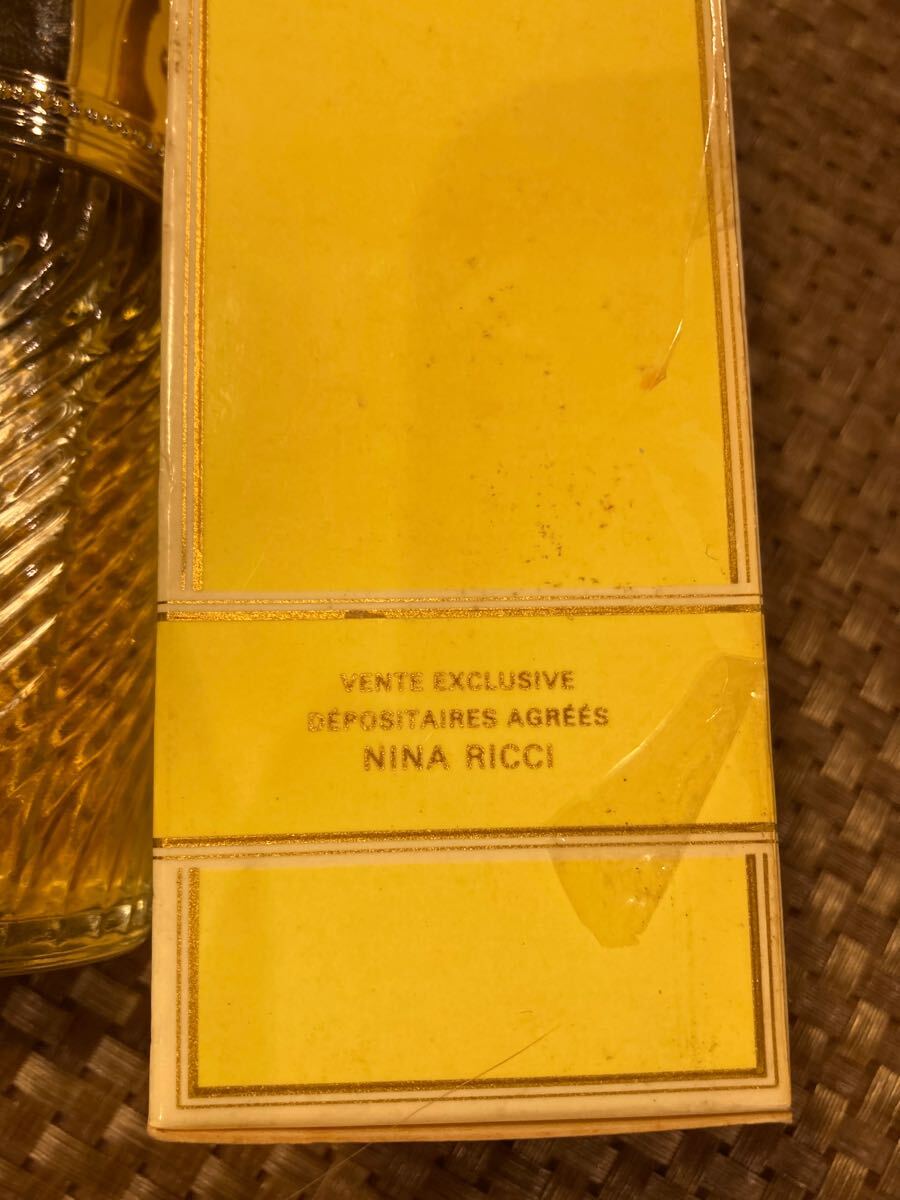 VENTE EXCLUSIVE
DÉPOSITAIRES AGRÉÉS
NINA RICCI